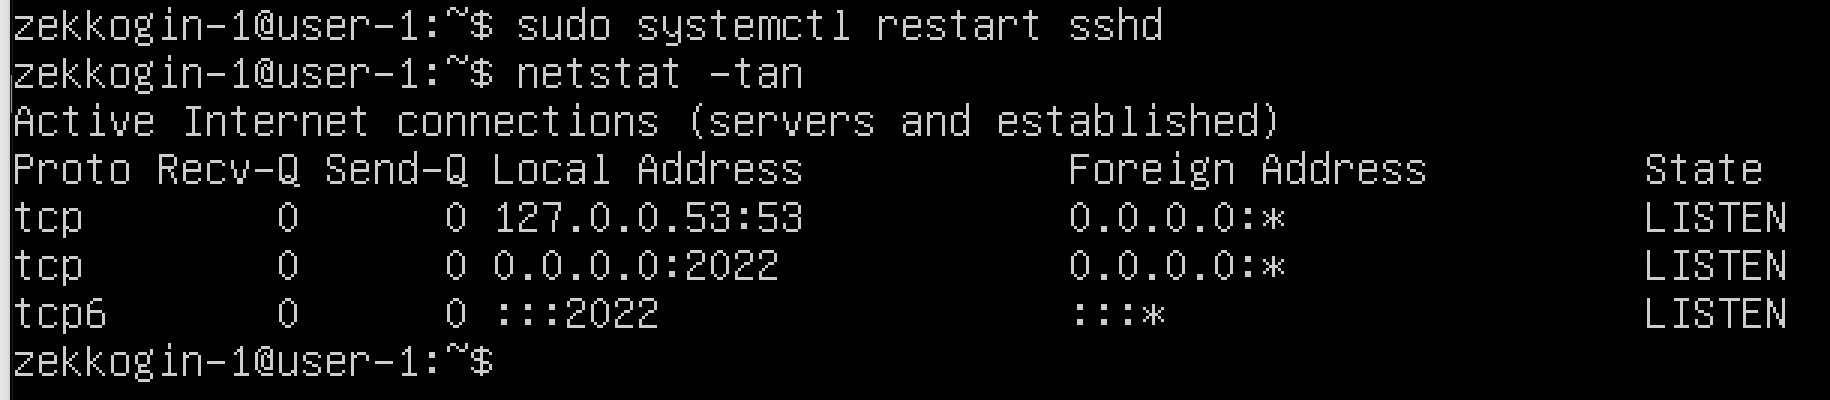 zekkogin-1@user-1:~$ sudo systemctl restart sshd
zekkogin-1@user-1:~$ netstat -tan
Active Internet connections (servers and established)
Proto Recv-Q Send-Q Local Address           Foreign Address         State
tcp        0      0 127.0.0.53:53           0.0.0.0:*               LISTEN
tcp        0      0 0.0.0.0:2022            0.0.0.0:*               LISTEN
tcp6       0      0 :::2022                 :::*                    LISTEN
zekkogin-1@user-1:~$